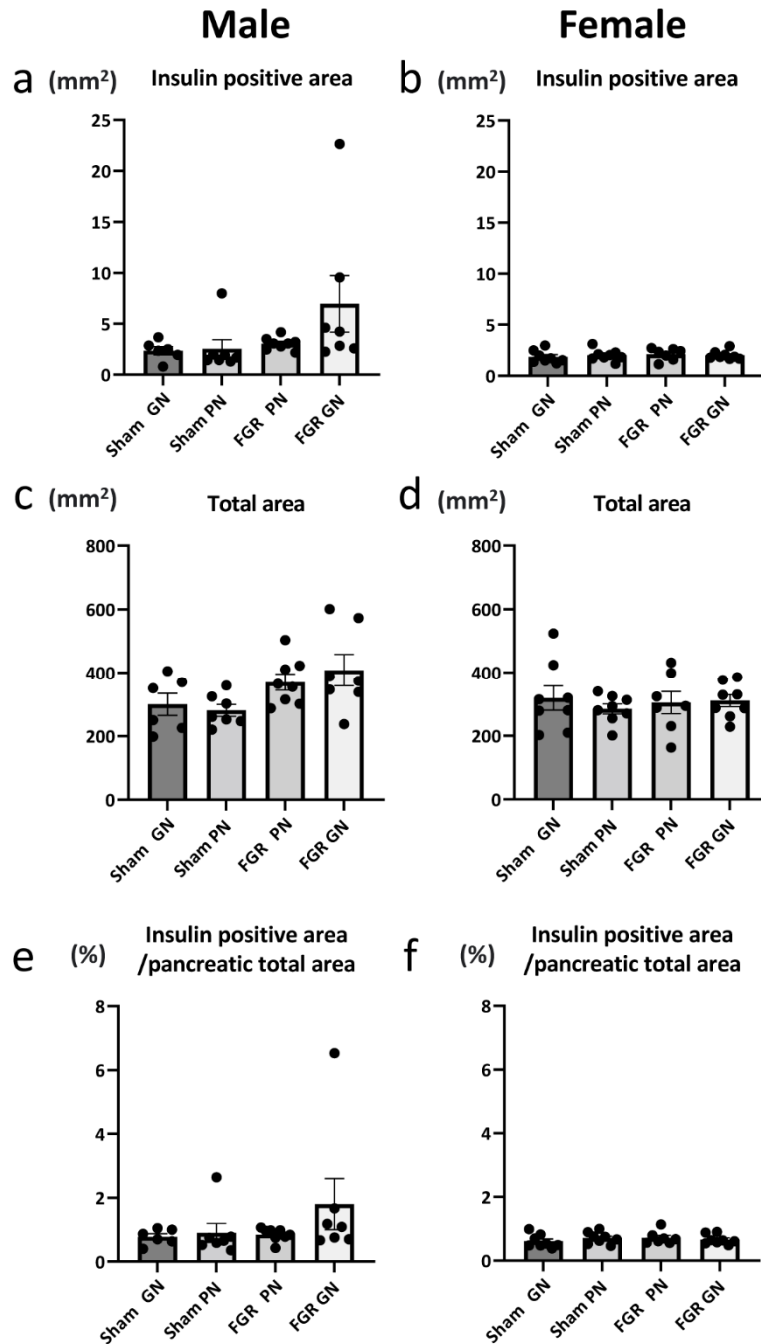 Male
Female
a (mm²) Insulin positive area
b (mm²) Insulin positive area
25
20
15
10
5
0
Sham GN
Sham PN
FGR PN
FGR GN
25
20
15
10
5
0
Sham GN
Sham PN
FGR PN
FGR GN
c (mm²) Total area
d (mm²) Total area
800
600
400
200
0
Sham GN
Sham PN
FGR PN
FGR GN
800
600
400
200
0
Sham GN
Sham PN
FGR PN
FGR GN
e (%) Insulin positive area
/pancreatic total area
f (%) Insulin positive area
/pancreatic total area
8
6
4
2
0
Sham GN
Sham PN
FGR PN
FGR GN
8
6
4
2
0
Sham GN
Sham PN
FGR PN
FGR GN